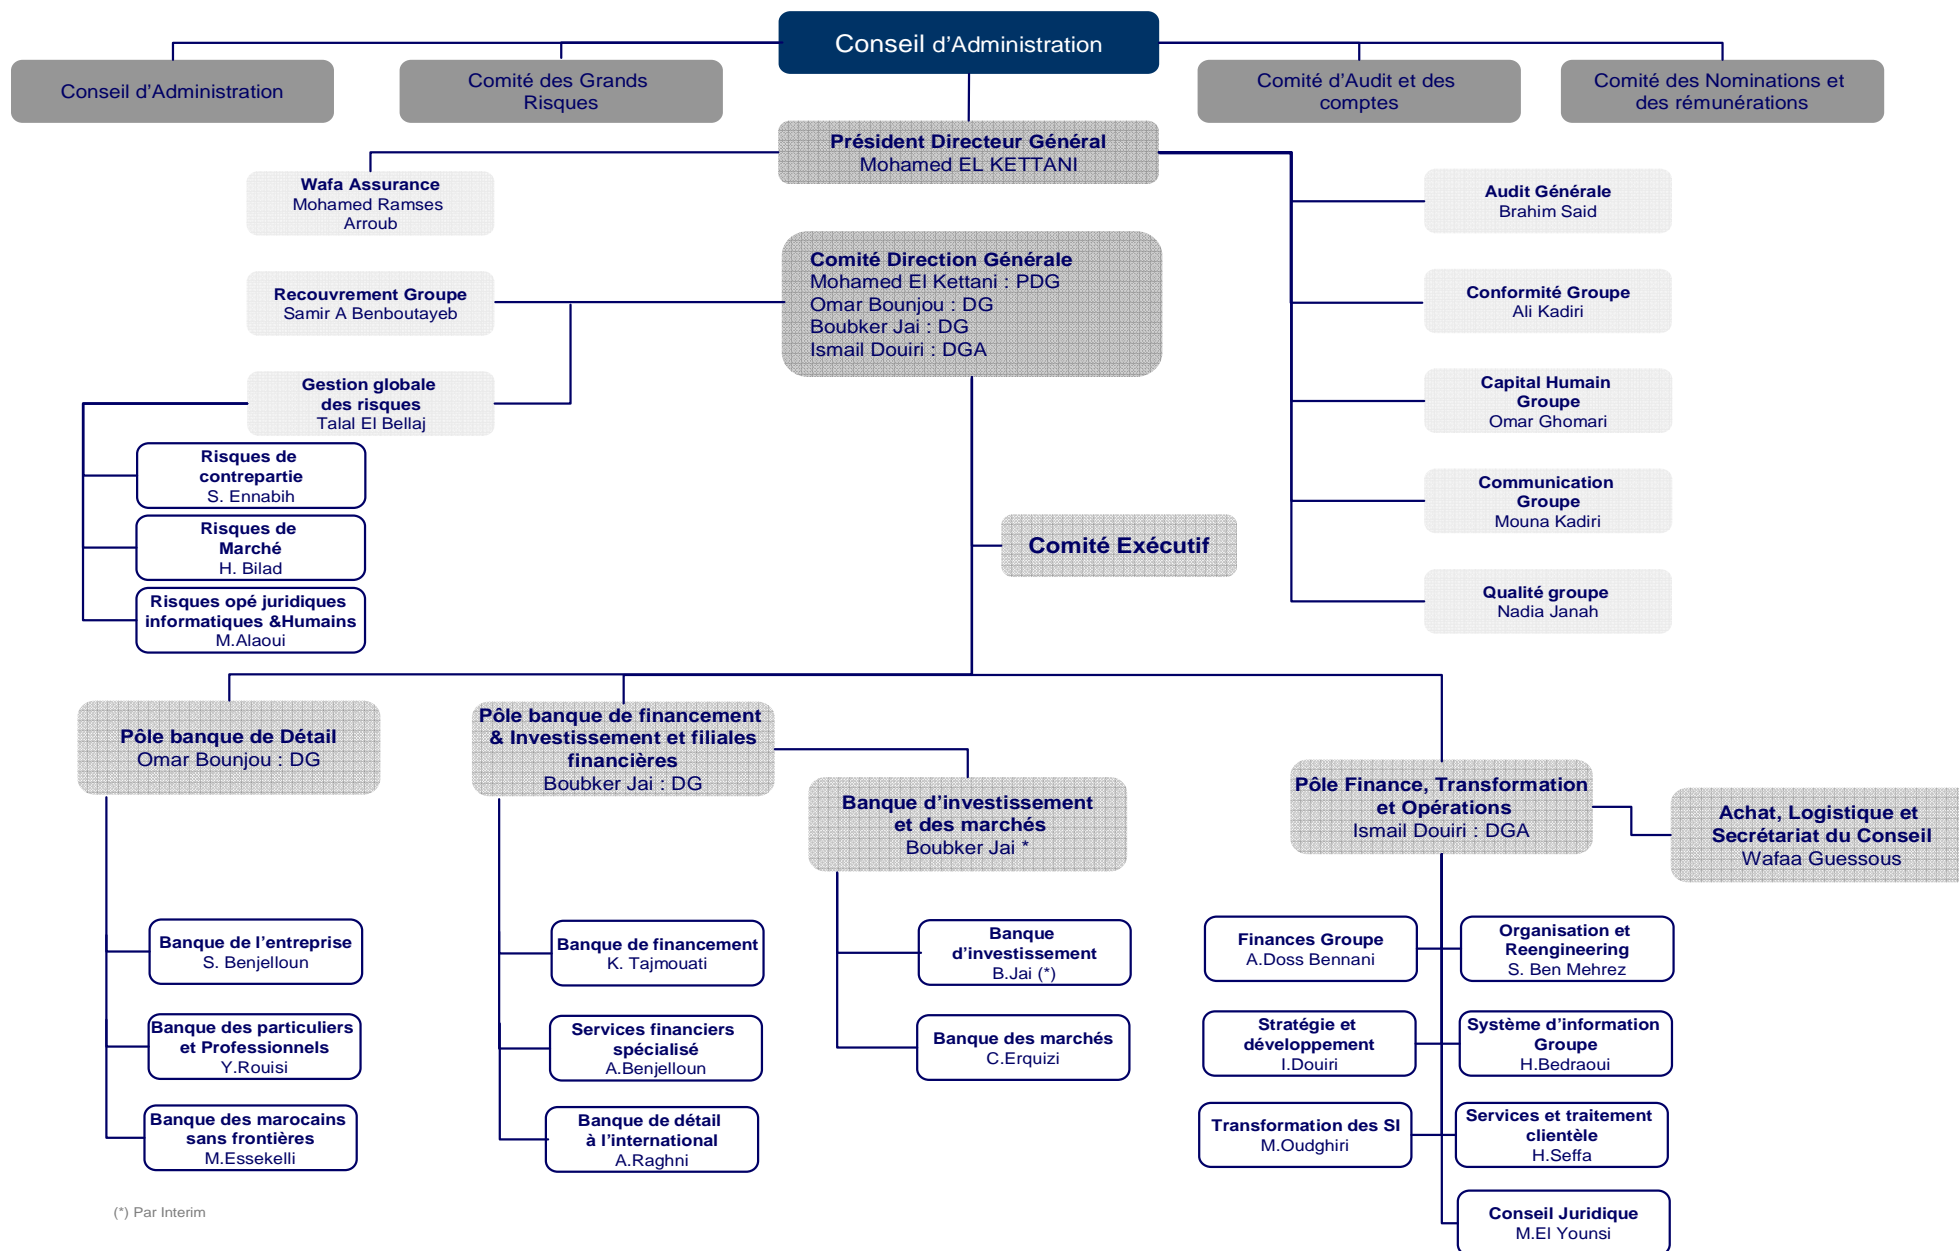 Conseil d’Administration
Conseil d’Administration
Comité des Grands
Risques
Comité d’Audit et des
comptes
Comité des Nominations et
des rémunérations
Président Directeur Général
Mohamed EL KETTANI
Wafa Assurance
Mohamed Ramses
Arroub
Audit Générale
Brahim Said
Comité Direction Générale
Mohamed El Kettani : PDG
Omar Bounjou : DG
Boubker Jai : DG
Ismail Douiri : DGA
Recouvrement Groupe
Samir A Benboutayeb
Conformité Groupe
Ali Kadiri
Gestion globale
des risques
Talal El Bellaj
Capital Humain
Groupe
Omar Ghomari
Risques de
contrepartie
S. Ennabih
Communication
Groupe
Mouna Kadiri
Risques de
Marché
H. Bilad
Comité Exécutif
Risques opé juridiques
informatiques &Humains
M.Alaoui
Qualité groupe
Nadia Janah
Pôle banque de Détail
Omar Bounjou : DG
Pôle banque de financement
& Investissement et filiales
financières
Boubker Jai : DG
Banque d’investissement
et des marchés
Boubker Jai *
Pôle Finance, Transformation
et Opérations
Ismail Douiri : DGA
Achat, Logistique et
Secrétariat du Conseil
Wafaa Guessous
Banque de l’entreprise
S. Benjelloun
Banque de financement
K. Tajmouati
Banque
d’investissement
B.Jai (*)
Finances Groupe
A.Doss Bennani
Organisation et
Reengineering
S. Ben Mehrez
Banque des particuliers
et Professionnels
Y.Rouisi
Services financiers
spécialisé
A.Benjelloun
Banque des marchés
C.Erquizi
Stratégie et
développement
I.Douiri
Système d’information
Groupe
H.Bedraoui
Banque des marocains
sans frontières
M.Essekelli
Banque de détail
à l’international
A.Raghni
Transformation des SI
M.Oudghiri
Services et traitement
clientèle
H.Seffa
Conseil Juridique
M.El Younsi
(*) Par Interim